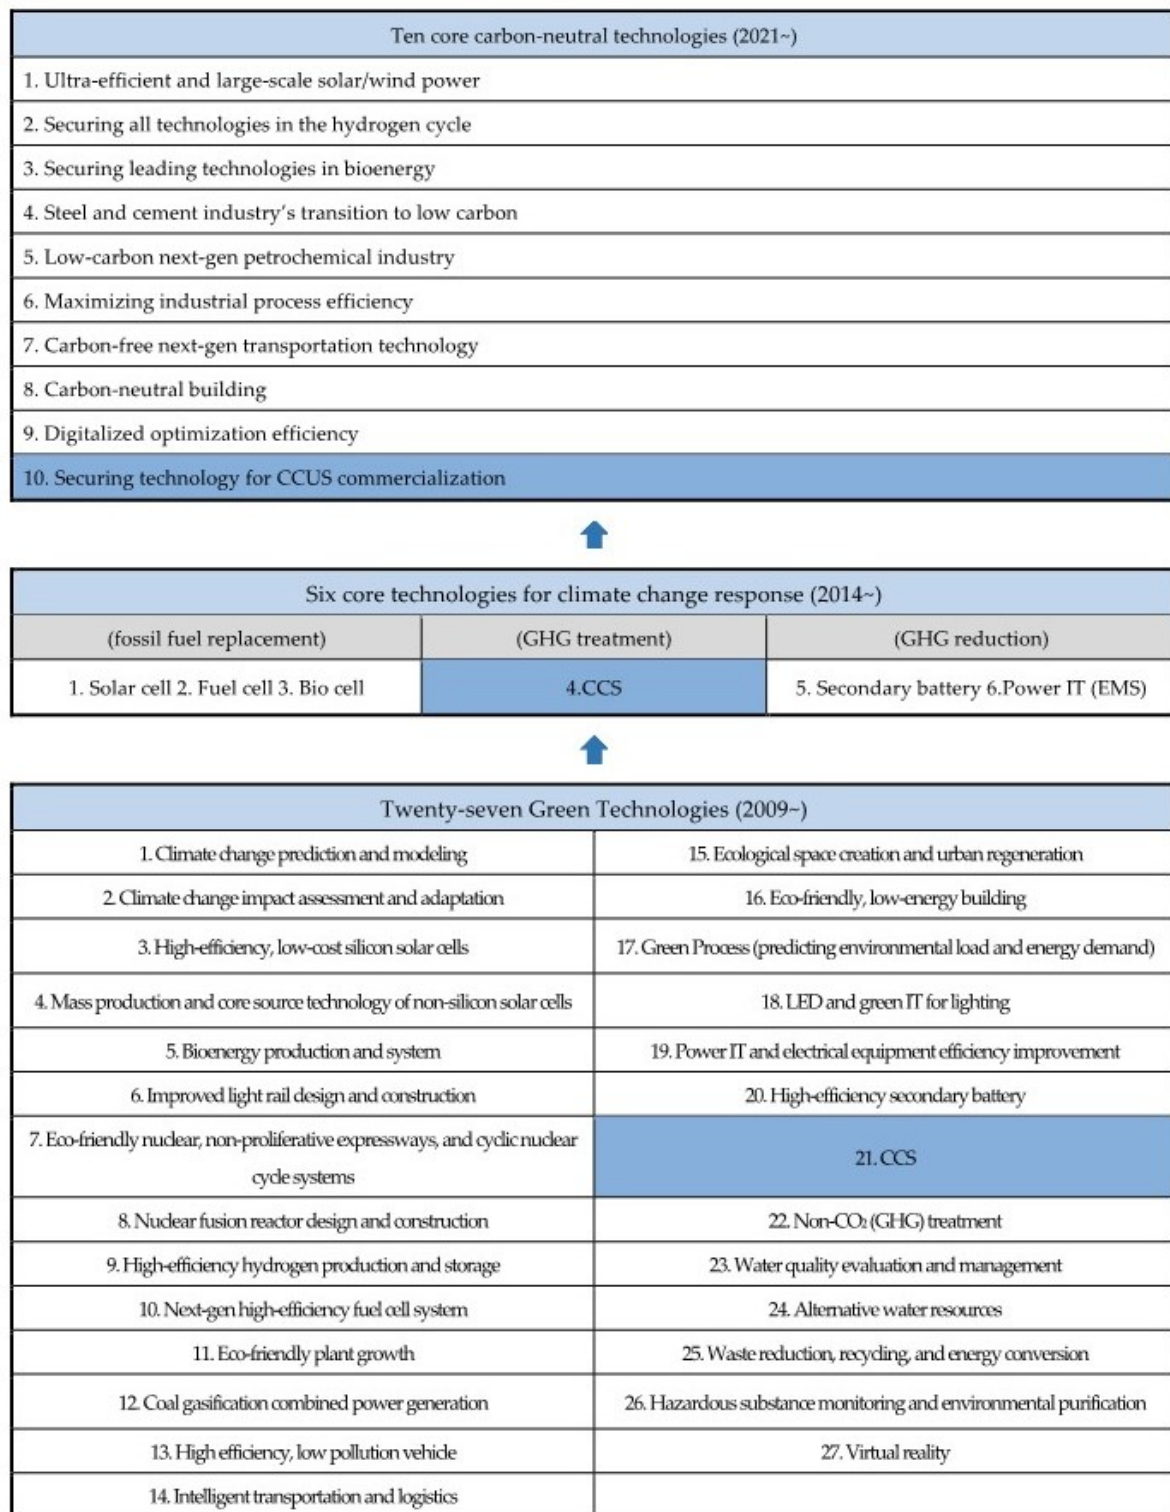 Ten core carbon-neutral technologies (2021~)
1. Ultra-efficient and large-scale solar/wind power
2. Securing all technologies in the hydrogen cycle
3. Securing leading technologies in bioenergy
4. Steel and cement industry's transition to low carbon
5. Low-carbon next-gen petrochemical industry
6. Maximizing industrial process efficiency
7. Carbon-free next-gen transportation technology
8. Carbon-neutral building
9. Digitalized optimization efficiency
10. Securing technology for CCUS commercialization
Six core technologies for climate change response (2014~)
(fossil fuel replacement) (GHG treatment) (GHG reduction)
1. Solar cell 2. Fuel cell 3. Bio cell 4.CCS 5. Secondary battery 6.Power IT (EMS)
Twenty-seven Green Technologies (2009~)
1. Climate change prediction and modeling
15. Ecological space creation and urban regeneration
2. Climate change impact assessment and adaptation
16. Eco-friendly, low-energy building
3. High-efficiency, low-cost silicon solar cells
17. Green Process (predicting environmental load and energy demand)
4. Mass production and core source technology of non-silicon solar cells
18. LED and green IT for lighting
5. Bioenergy production and system
19. Power IT and electrical equipment efficiency improvement
6. Improved light rail design and construction
20. High-efficiency secondary battery
7. Eco-friendly nuclear, non-proliferative expressways, and cyclic nuclear
cycle systems
21. CCS
8. Nuclear fusion reactor design and construction
22. Non-CO₂ (GHG) treatment
9. High-efficiency hydrogen production and storage
23. Water quality evaluation and management
10. Next-gen high-efficiency fuel cell system
24. Alternative water resources
11. Eco-friendly plant growth
25. Waste reduction, recycling, and energy conversion
12. Coal gasification combined power generation
26. Hazardous substance monitoring and environmental purification
13. High efficiency, low pollution vehicle
27. Virtual reality
14. Intelligent transportation and logistics